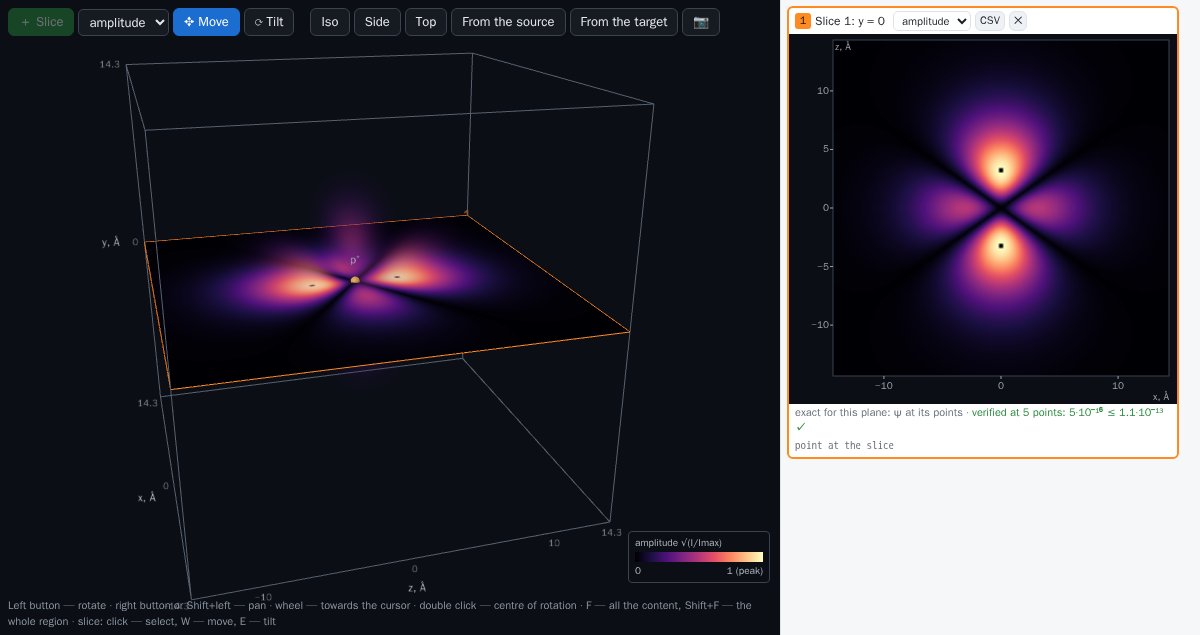 + Slice amplitude Move Tilt Iso Side Top From the source From the target
14.3
y, Å 0
p⁺
14.3
0
x, Å
14.3
10
0
z, Å
−10
amplitude √(I/Imax)
0 1 (peak)
Left button — rotate · right button or Shift+left — pan · wheel — towards the cursor · double click — centre of rotation · F — all the content, Shift+F — the
whole region · slice: click — select, W — move, E — tilt
1 Slice 1: y = 0 amplitude CSV ✕
z, Å
10
5
0
−5
−10
−10 0 10
x, Å
exact for this plane: ψ at its points · verified at 5 points: 5·10⁻¹⁶ ≤ 1.1·10⁻¹³
✓
point at the slice